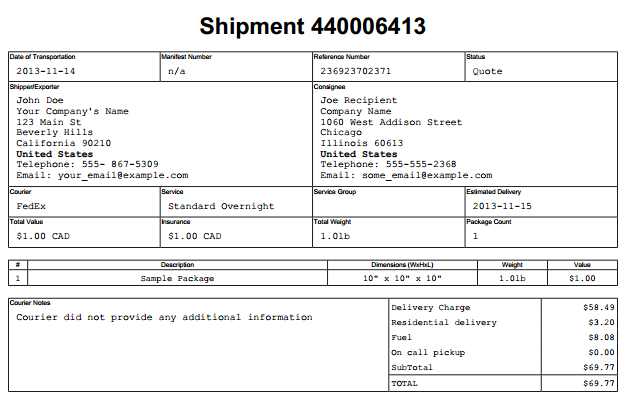 Shipment 440006413
Date of Transportation Manifest Number Reference Number Status
2013-11-14 n/a 236923702371 Quote
Shipper/Exporter
John Doe
Your Company's Name
123 Main St
Beverly Hills
California 90210
United States
Telephone: 555- 867-5309
Email: your_email@example.com
Consignee
Joe Recipient
Company Name
1060 West Addison Street
Chicago
Illinois 60613
United States
Telephone: 555-555-2368
Email: some_email@example.com
Courier Service Service Group Estimated Delivery
FedEx Standard Overnight 2013-11-15
Total Value Insurance Total Weight Package Count
$1.00 CAD $1.00 CAD 1.0lb 1
# Description Dimensions (WxHxL) Weight Value
1 Sample Package 10" x 10" x 10" 1.0lb $1.00
Courier Notes
Courier did not provide any additional information
Delivery Charge $58.49
Residential delivery $3.20
Fuel $8.08
On call pickup $0.00
SubTotal $69.77
TOTAL $69.77